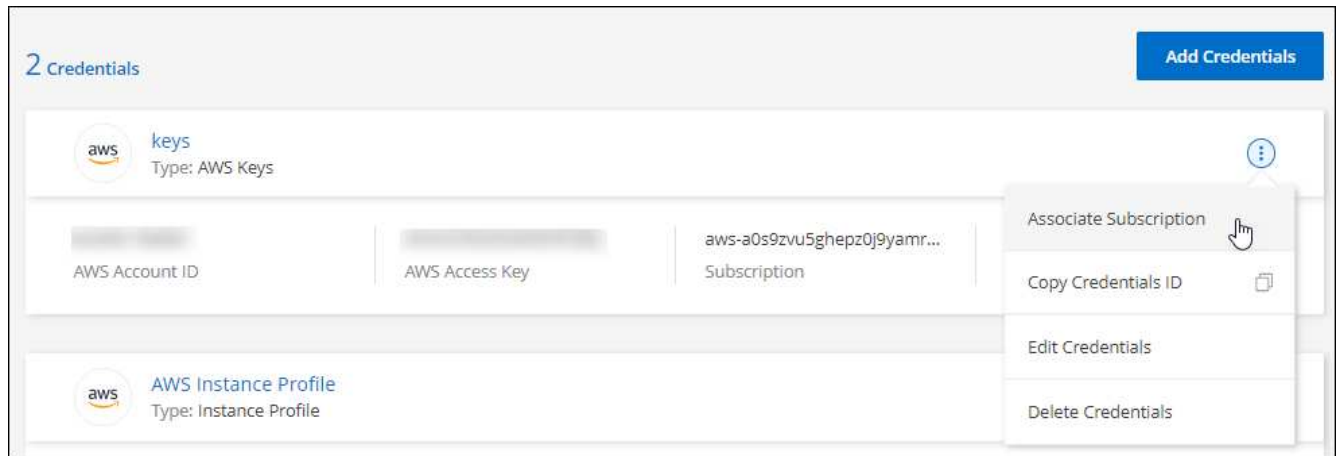 2 Credentials
Add Credentials
aws
keys
Type: AWS Keys
Associate Subscription
aws-a0s9zvu5ghepz0j9yamr...
AWS Account ID
AWS Access Key
Subscription
Copy Credentials ID
Edit Credentials
aws
AWS Instance Profile
Type: Instance Profile
Delete Credentials